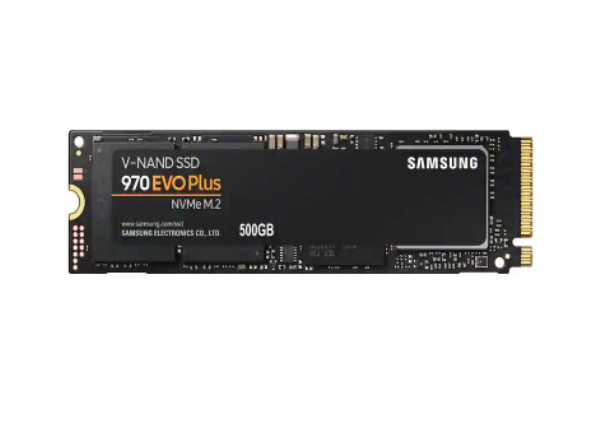 V-NAND SSD
SAMSUNG
970 EVO Plus
NVMe M.2
www.samsung.com/ssd
SAMSUNG ELECTRONICS CO., LTD.
500GB